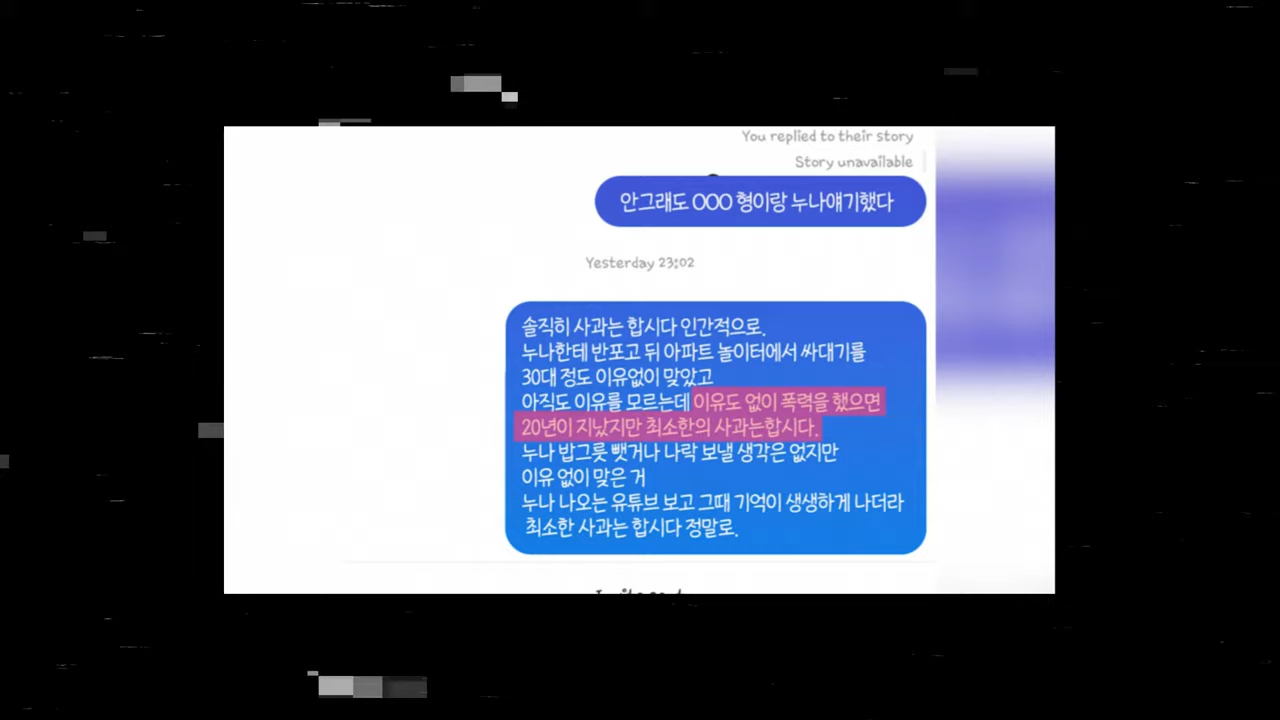 You replied to their story
Story unavailable
안그래도 OOO 형이랑 누나얘기했다
Yesterday 23:02
솔직히 사과는 합시다 인간적으로.
누나한테 반포고 뒤 아파트 놀이터에서 싸대기를
30대 정도 이유없이 맞았고
아직도 이유를 모르는데 이유도 없이 폭력을 했으면
20년이 지났지만 최소한의 사과는합시다.
누나 밥그릇 뺏거나 나락 보낼 생각은 없지만
이유 없이 맞은 거
누나 나오는 유튜브 보고 그때 기억이 생생하게 나더라
최소한 사과는 합시다 정말로.